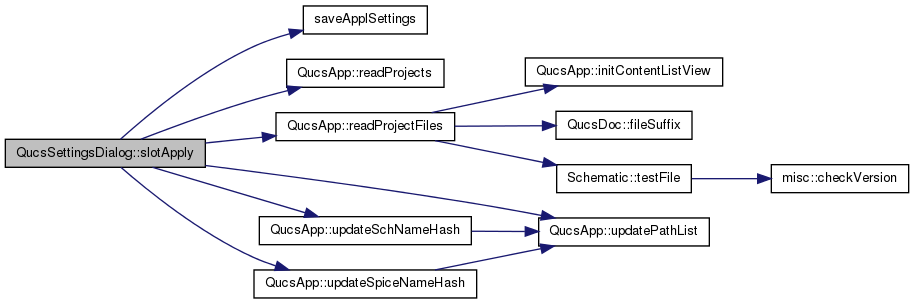 saveApplSettings
QucsApp::readProjects
QucsApp::initContentListView
QucsApp::readProjectFiles
QucsDoc::fileSuffix
QucsSettingsDialog::slotApply
Schematic::testFile
misc::checkVersion
QucsApp::updateSchNameHash
QucsApp::updatePathList
QucsApp::updateSpiceNameHash